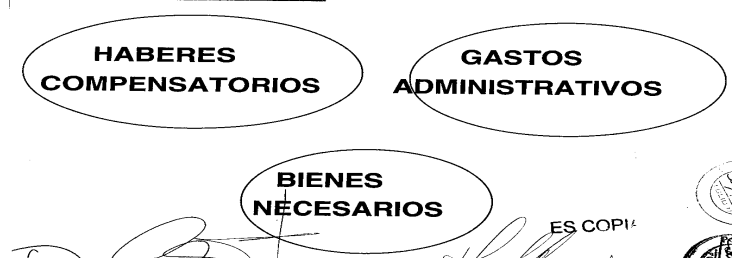 HABERES
COMPENSATORIOS
GASTOS
ADMINISTRATIVOS
BIENES
NECESARIOS
ES COPI